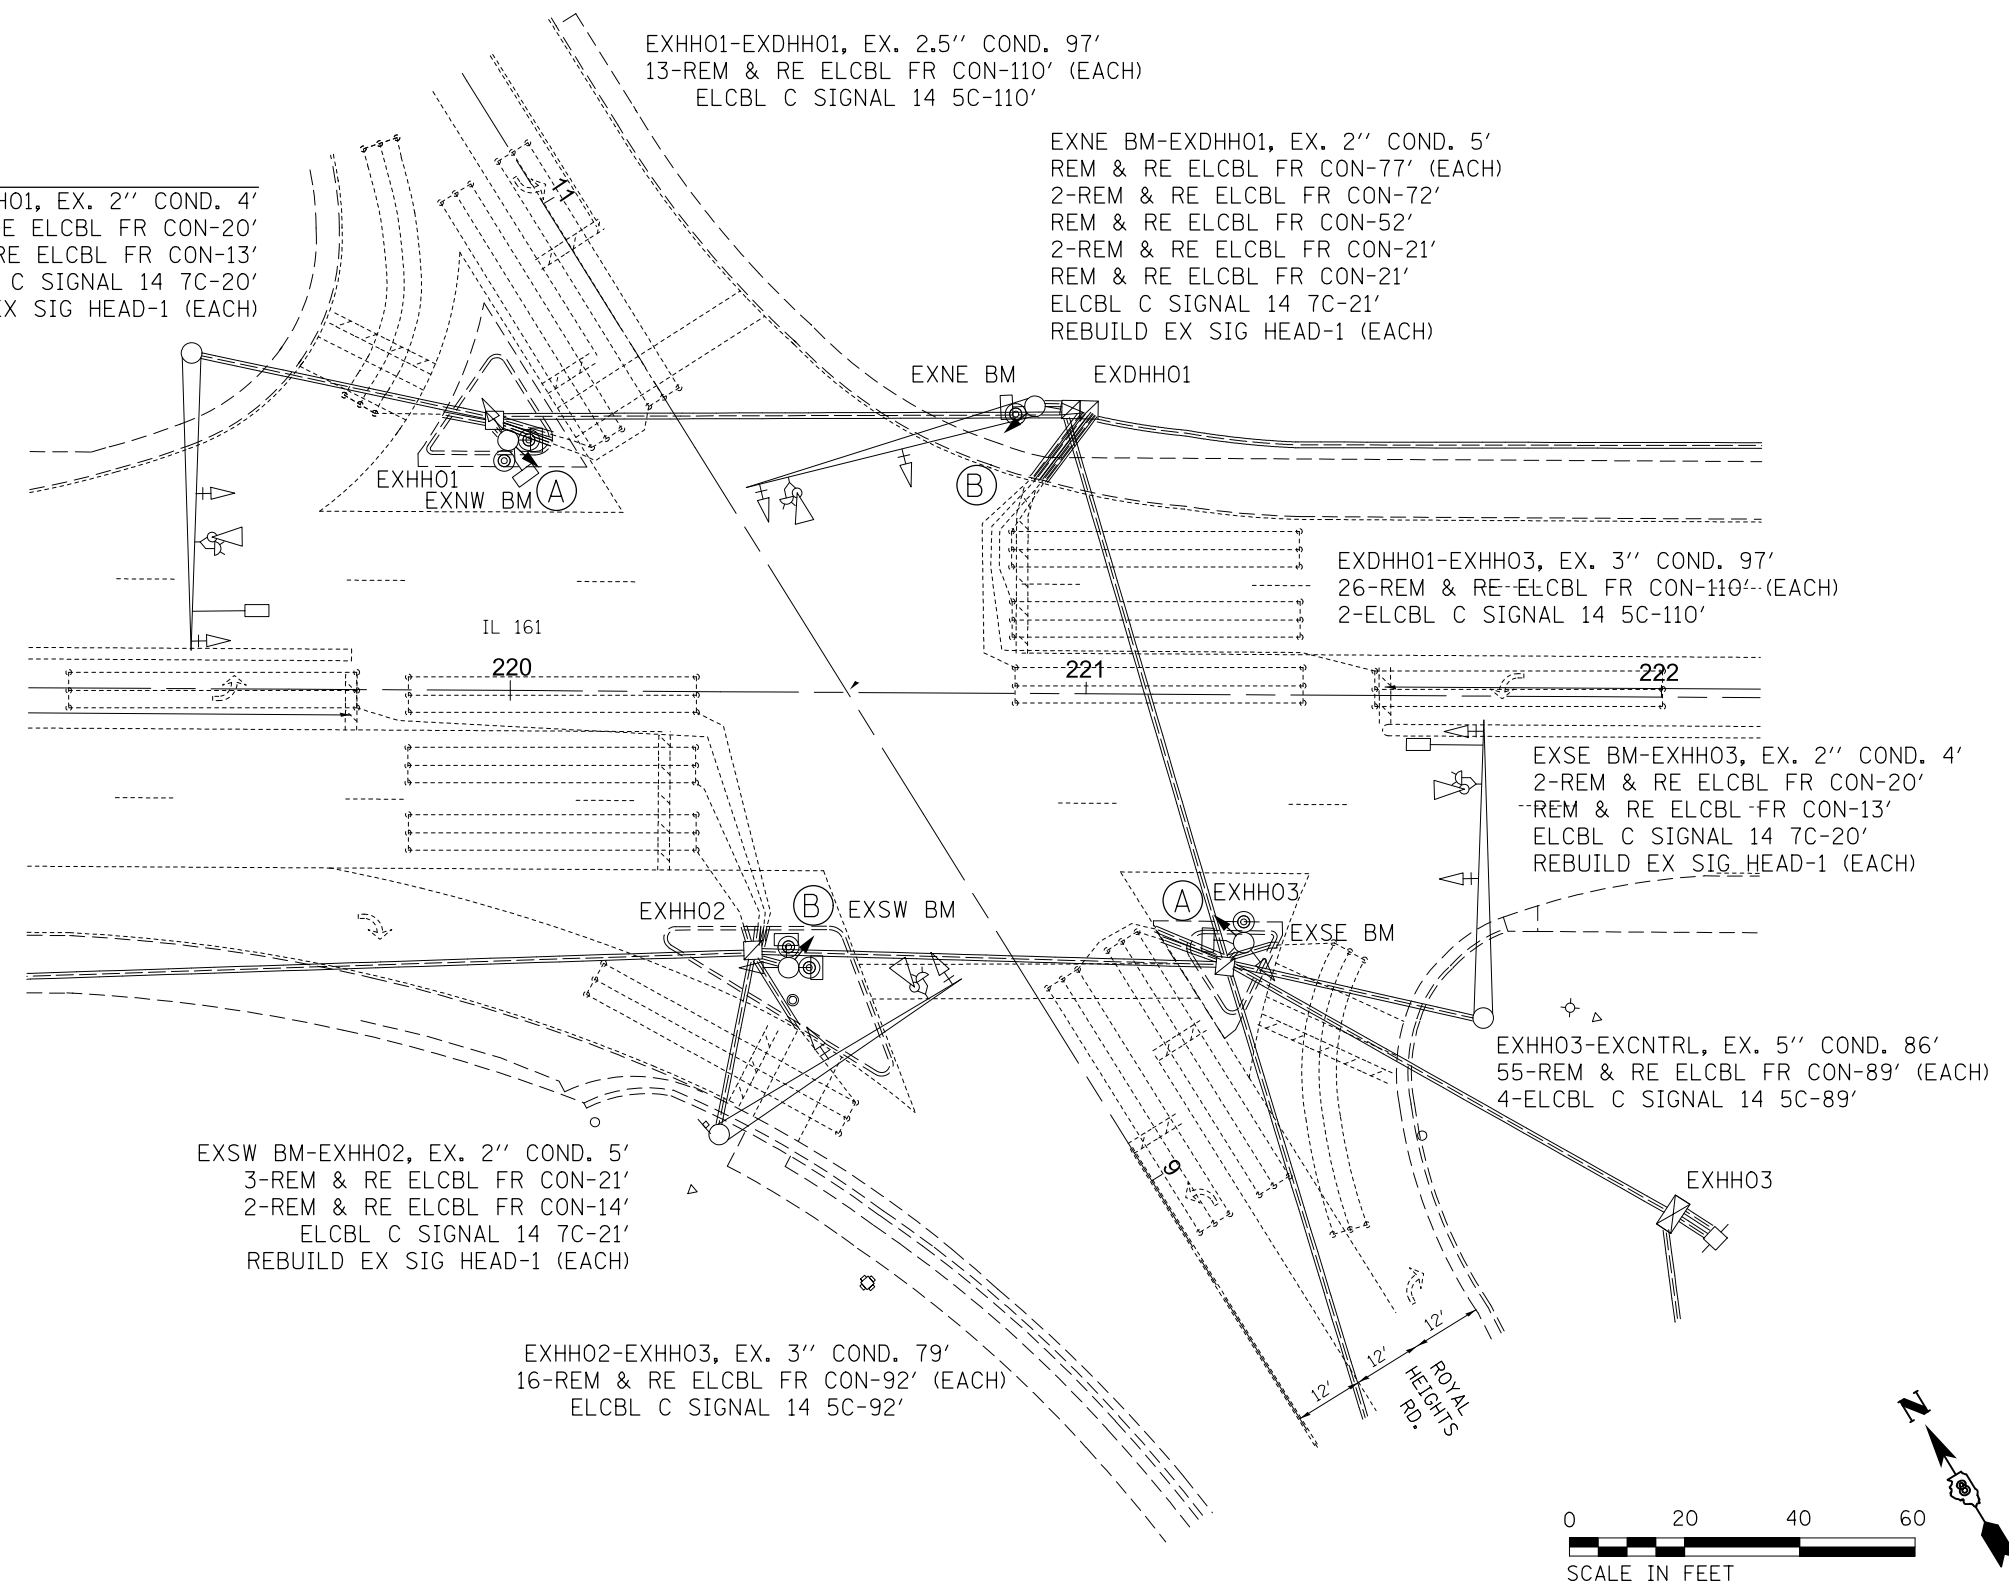 EXHH01-EXDHH01, EX. 2.5'' COND. 97'
13-REM & RE ELCBL FR CON-110' (EACH)
ELCBL C SIGNAL 14 5C-110'
EXNE BM-EXDHH01, EX. 2'' COND. 5'
REM & RE ELCBL FR CON-77' (EACH)
2-REM & RE ELCBL FR CON-72'
REM & RE ELCBL FR CON-52'
2-REM & RE ELCBL FR CON-21'
REM & RE ELCBL FR CON-21'
ELCBL C SIGNAL 14 7C-21'
REBUILD EX SIG HEAD-1 (EACH)
H01, EX. 2'' COND. 4'
E ELCBL FR CON-20'
RE ELCBL FR CON-13'
C SIGNAL 14 7C-20'
EX SIG HEAD-1 (EACH)
11
EXNE BM
EXDHH01
EXHH01
EXNW BM
A
B
EXDHH01-EXHH03, EX. 3'' COND. 97'
26-REM & RE ELCBL FR CON-110' (EACH)
2-ELCBL C SIGNAL 14 5C-110'
IL 161
220
221
222
EXSE BM-EXHH03, EX. 2'' COND. 4'
2-REM & RE ELCBL FR CON-20'
REM & RE ELCBL FR CON-13'
ELCBL C SIGNAL 14 7C-20'
REBUILD EX SIG HEAD-1 (EACH)
EXHH02
B
EXSW BM
A
EXHH03
EXSE BM
EXHH03-EXCNTRL, EX. 5'' COND. 86'
55-REM & RE ELCBL FR CON-89' (EACH)
4-ELCBL C SIGNAL 14 5C-89'
EXSW BM-EXHH02, EX. 2'' COND. 5'
3-REM & RE ELCBL FR CON-21'
2-REM & RE ELCBL FR CON-14'
ELCBL C SIGNAL 14 7C-21'
REBUILD EX SIG HEAD-1 (EACH)
9
EXHH03
EXHH02-EXHH03, EX. 3'' COND. 79'
16-REM & RE ELCBL FR CON-92' (EACH)
ELCBL C SIGNAL 14 5C-92'
12'
12'
12'
ROYAL
HEIGHTS
RD.
N
8
0 20 40 60
SCALE IN FEET